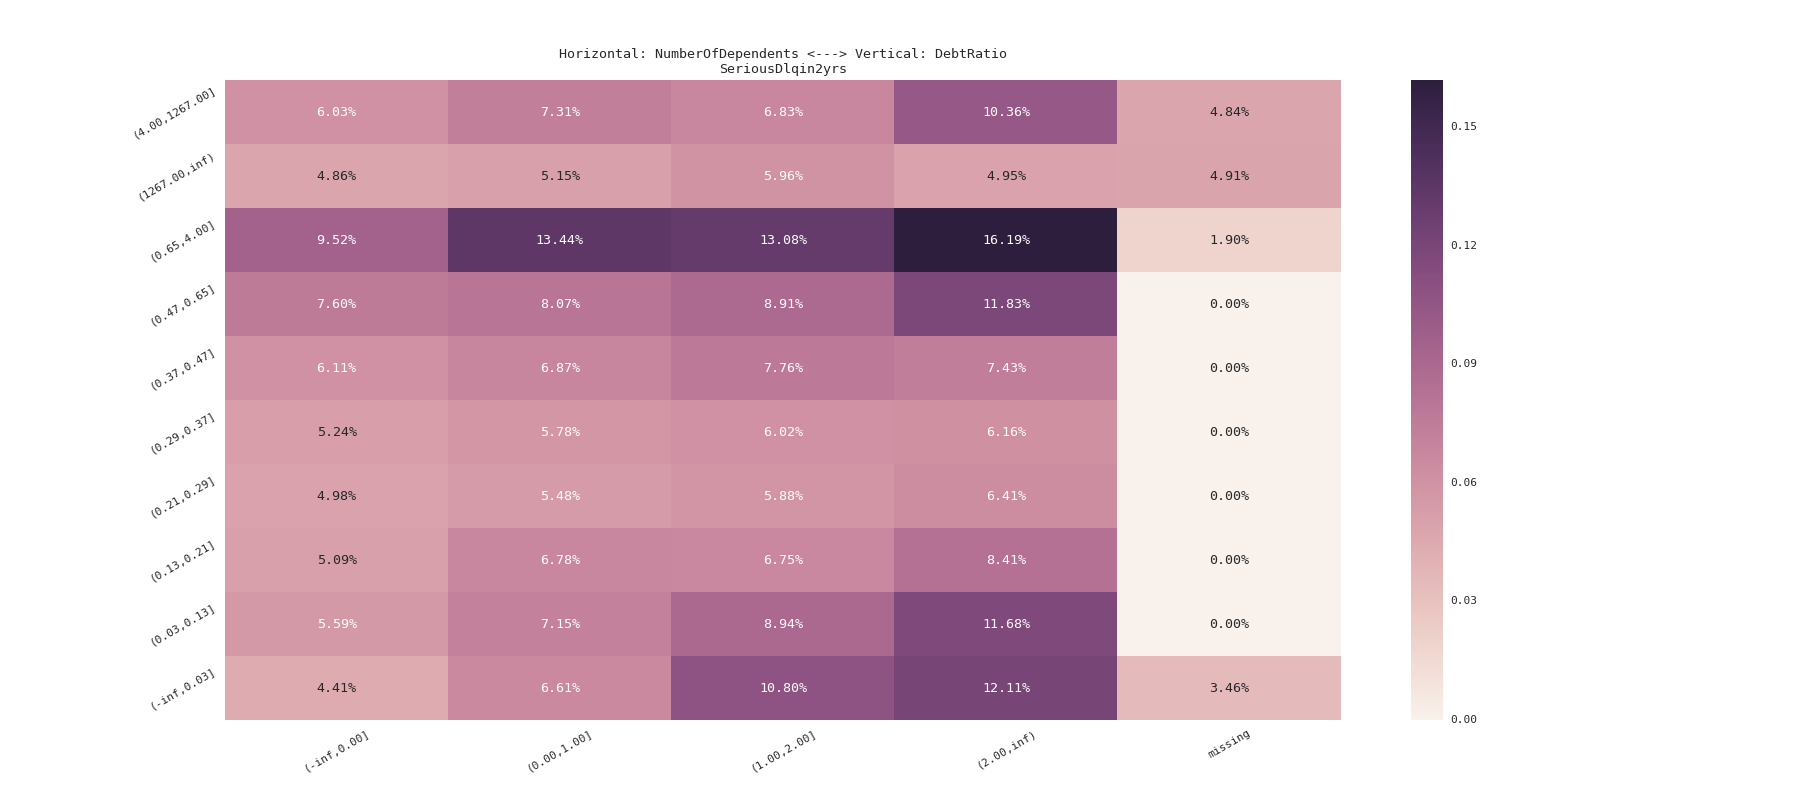 Horizontal: NumberOfDependents <---> Vertical: DebtRatio
SeriousDlqin2yrs
(4.00,1267.00] 6.03% 7.31% 6.83% 10.36% 4.84%
(1267.00,inf) 4.86% 5.15% 5.96% 4.95% 4.91%
(0.65,4.00] 9.52% 13.44% 13.08% 16.19% 1.90%
(0.47,0.65] 7.60% 8.07% 8.91% 11.83% 0.00%
(0.37,0.47] 6.11% 6.87% 7.76% 7.43% 0.00%
(0.29,0.37] 5.24% 5.78% 6.02% 6.16% 0.00%
(0.21,0.29] 4.98% 5.48% 5.88% 6.41% 0.00%
(0.13,0.21] 5.09% 6.78% 6.75% 8.41% 0.00%
(0.03,0.13] 5.59% 7.15% 8.94% 11.68% 0.00%
(-inf,0.03] 4.41% 6.61% 10.80% 12.11% 3.46%
(-inf,0.00] (0.00,1.00] (1.00,2.00] (2.00,inf) missing
0.15
0.12
0.09
0.06
0.03
0.00